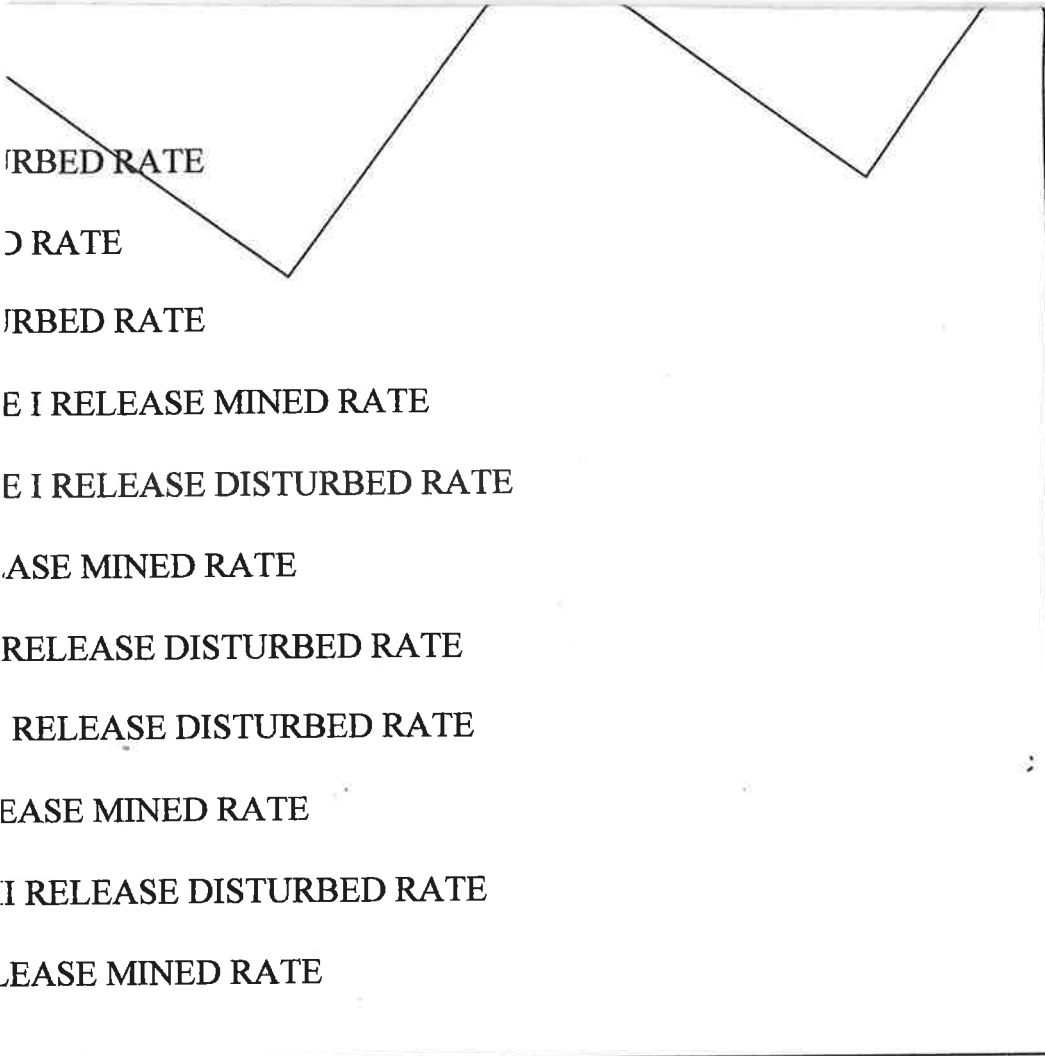 RBED RATE
RATE
RBED RATE
E I RELEASE MINED RATE
E I RELEASE DISTURBED RATE
ASE MINED RATE
RELEASE DISTURBED RATE
RELEASE DISTURBED RATE
EASE MINED RATE
I RELEASE DISTURBED RATE
LEASE MINED RATE